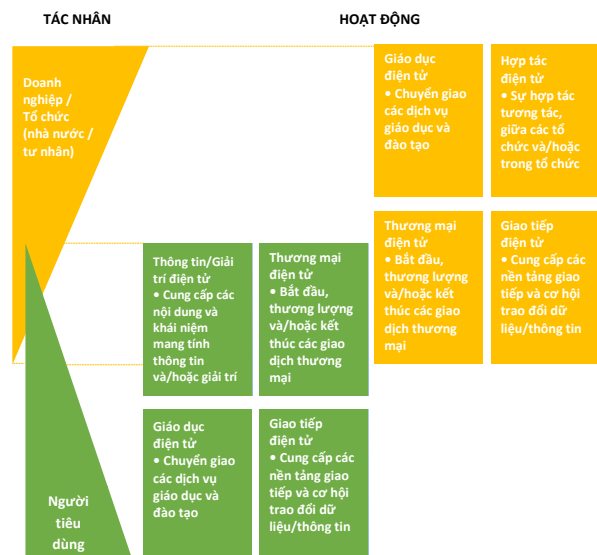 TÁC NHÂN
HOẠT ĐỘNG
Doanh
nghiệp /
Tổ chức
(nhà nước /
tư nhân)
Giáo dục
điện tử
• Chuyển giao
các dịch vụ
giáo dục và
đào tạo
Hợp tác
điện tử
• Sự hợp tác
tương tác,
giữa các tổ
chức và/hoặc
trong tổ chức
Thương mại
điện tử
• Bắt đầu,
thương lượng
và/hoặc kết
thúc các giao
dịch thương
mại
Giao tiếp
điện tử
• Cung cấp các
nền tảng giao
tiếp và cơ hội
trao đổi dữ
liệu/thông tin
Thông tin/Giải
trí điện tử
• Cung cấp các
nội dung và
khái niệm
mang tính
thông tin
và/hoặc giải trí
Thương mại
điện tử
• Bắt đầu,
thương lượng
và/hoặc kết
thúc các giao
dịch thương
mại
Giáo dục
điện tử
• Chuyển giao
các dịch vụ
giáo dục và
đào tạo
Giao tiếp
điện tử
• Cung cấp các
nền tảng giao
tiếp và cơ hội
trao đổi dữ
liệu/thông tin
Người
tiêu
dùng